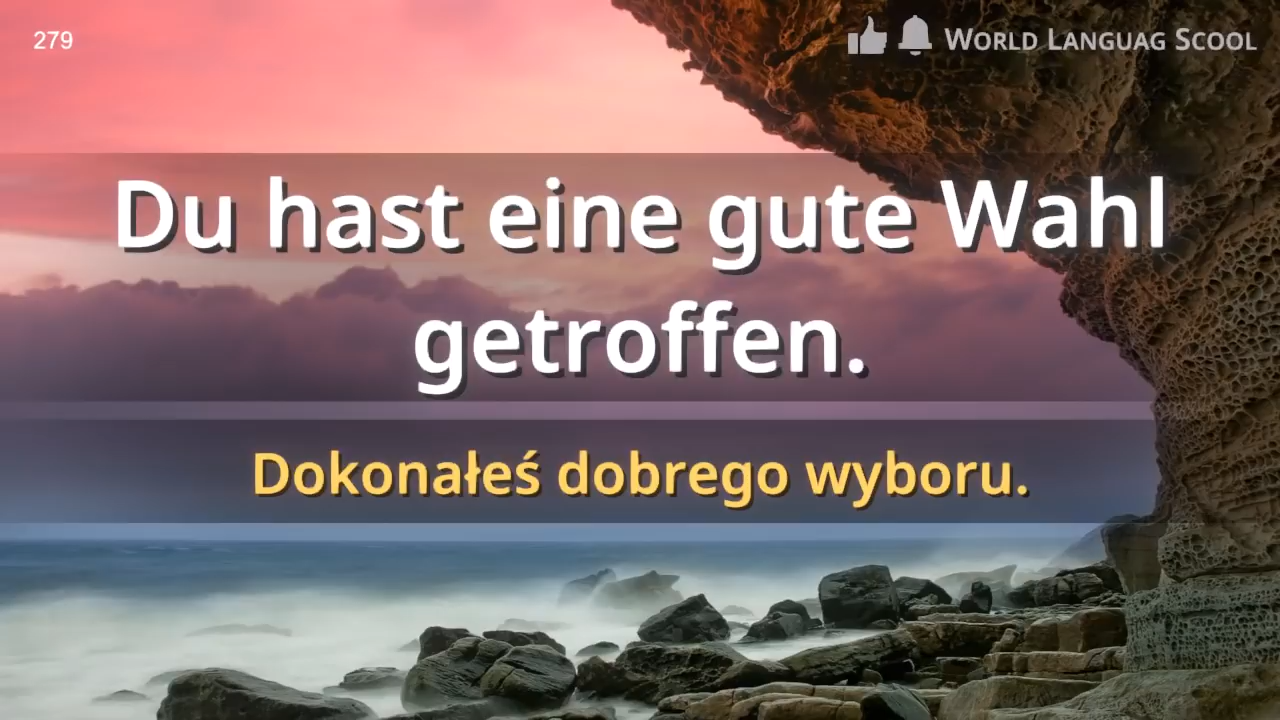 279
World Languag Scool
Du hast eine gute Wahl
getroffen.
Dokonałeś dobrego wyboru.